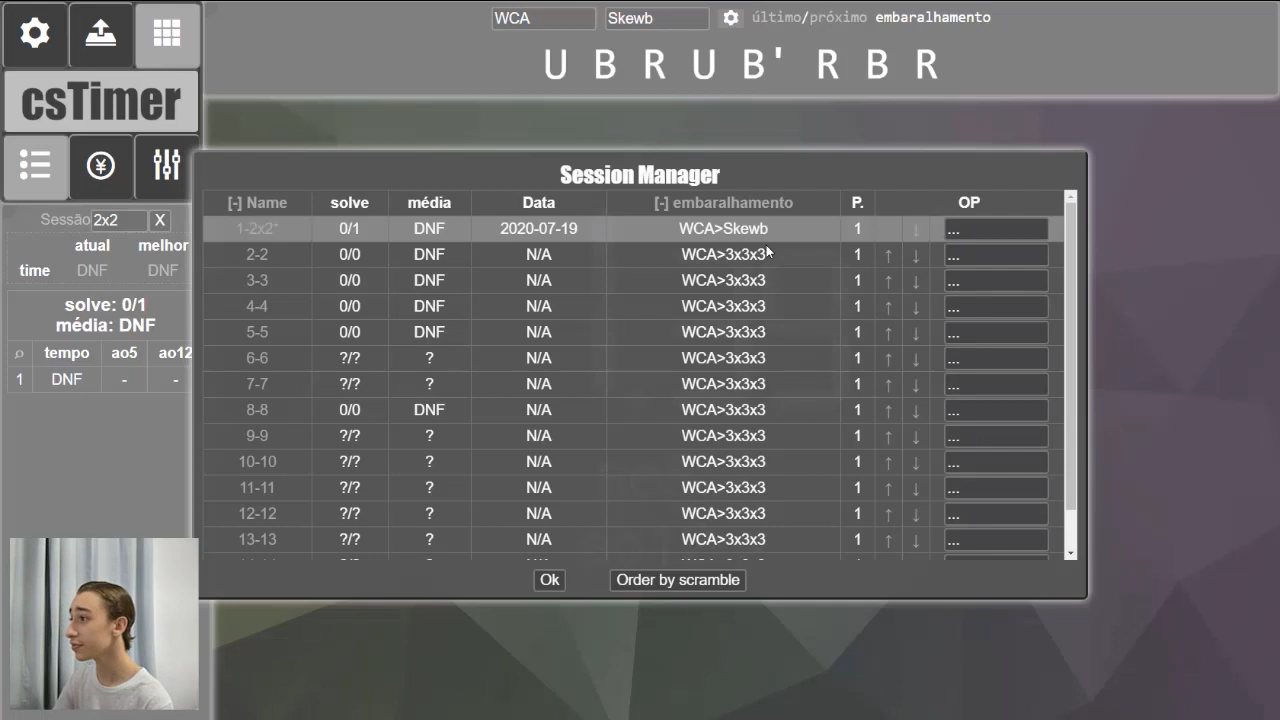 WCA Skewb último/próximo embaralhamento
U B R U B' R B R
csTimer
Sessão 2x2 X
atual melhor
time DNF DNF
solve: 0/1
média: DNF
tempo ao5 ao12
1 DNF - -
Session Manager
[-] Name solve média Data [-] embaralhamento P. OP
1-2x2* 0/1 DNF 2020-07-19 WCA>Skewb 1 ↓ ...
2-2 0/0 DNF N/A WCA>3x3x3 1 ↑ ↓ ...
3-3 0/0 DNF N/A WCA>3x3x3 1 ↑ ↓ ...
4-4 0/0 DNF N/A WCA>3x3x3 1 ↑ ↓ ...
5-5 0/0 DNF N/A WCA>3x3x3 1 ↑ ↓ ...
6-6 ?/? ? N/A WCA>3x3x3 1 ↑ ↓ ...
7-7 ?/? ? N/A WCA>3x3x3 1 ↑ ↓ ...
8-8 0/0 DNF N/A WCA>3x3x3 1 ↑ ↓ ...
9-9 ?/? ? N/A WCA>3x3x3 1 ↑ ↓ ...
10-10 ?/? ? N/A WCA>3x3x3 1 ↑ ↓ ...
11-11 ?/? ? N/A WCA>3x3x3 1 ↑ ↓ ...
12-12 ?/? ? N/A WCA>3x3x3 1 ↑ ↓ ...
13-13 ?/? ? N/A WCA>3x3x3 1 ↑ ↓ ...
Ok Order by scramble